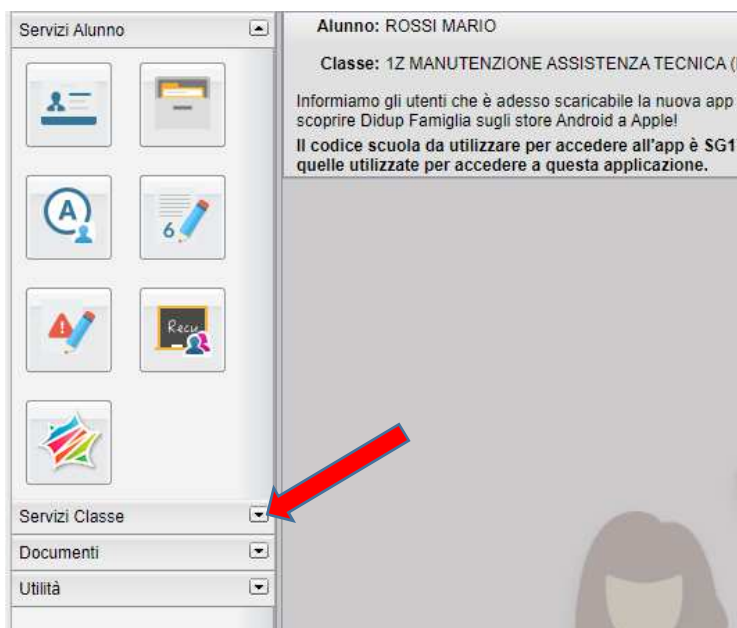 Servizi Alunno
Alunno: ROSSI MARIO
Classe: 1Z MANUTENZIONE ASSISTENZA TECNICA (
Informiamo gli utenti che è adesso scaricabile la nuova app
scoprire Didup Famiglia sugli store Android a Apple!
Il codice scuola da utilizzare per accedere all'app è SG1
quelle utilizzate per accedere a questa applicazione.
A
6
Recu
Servizi Classe
Documenti
Utilità